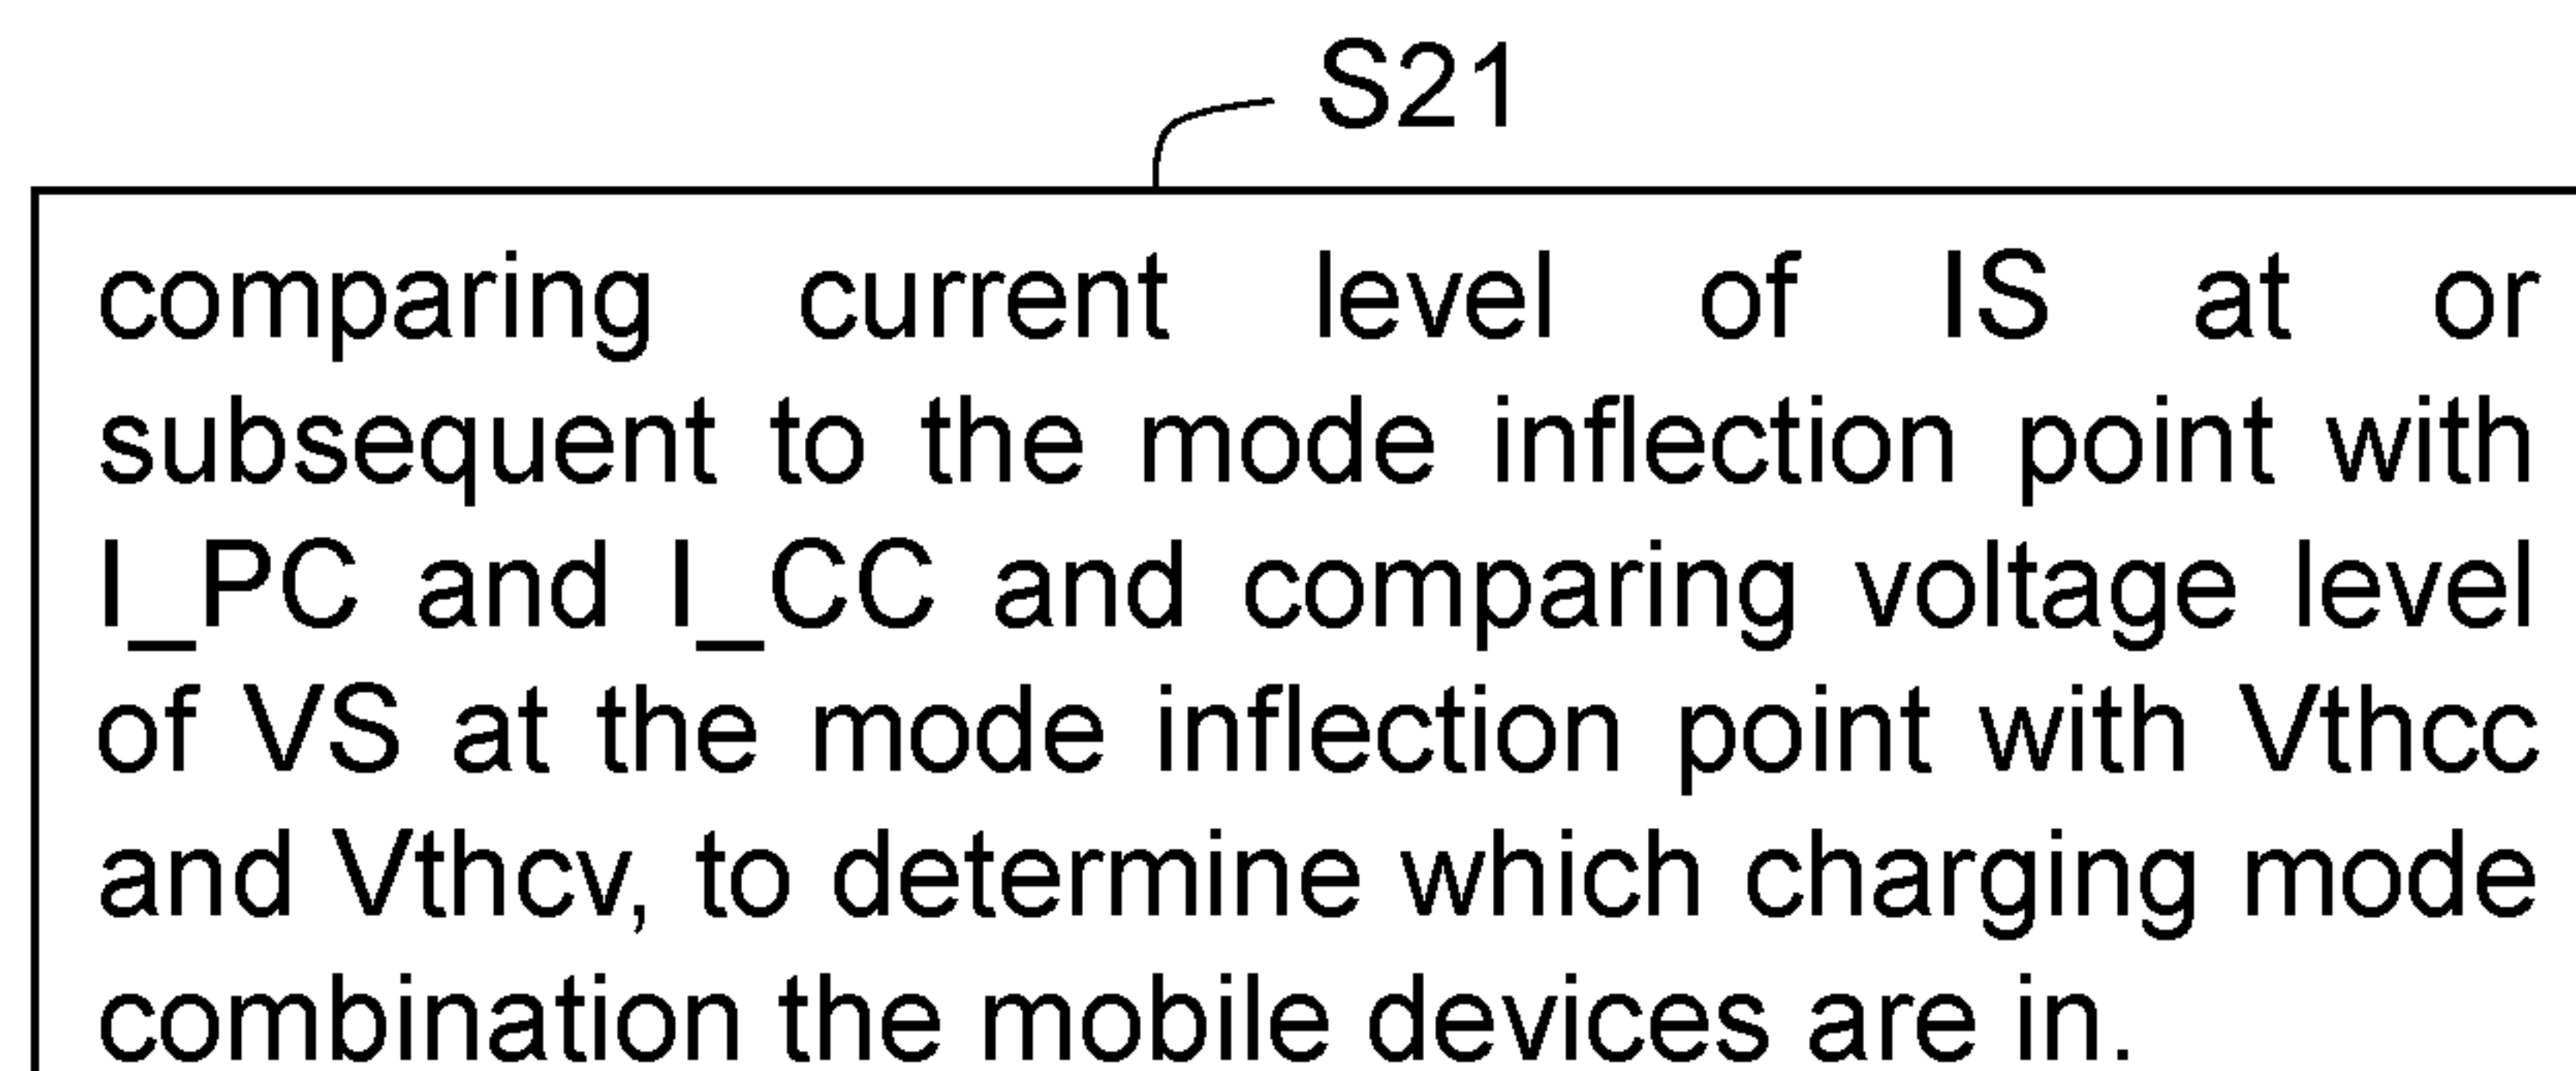 S21
comparing current level of IS at or
subsequent to the mode inflection point with
I_PC and I_CC and comparing voltage level
of VS at the mode inflection point with Vthcc
and Vthcv, to determine which charging mode
combination the mobile devices are in.